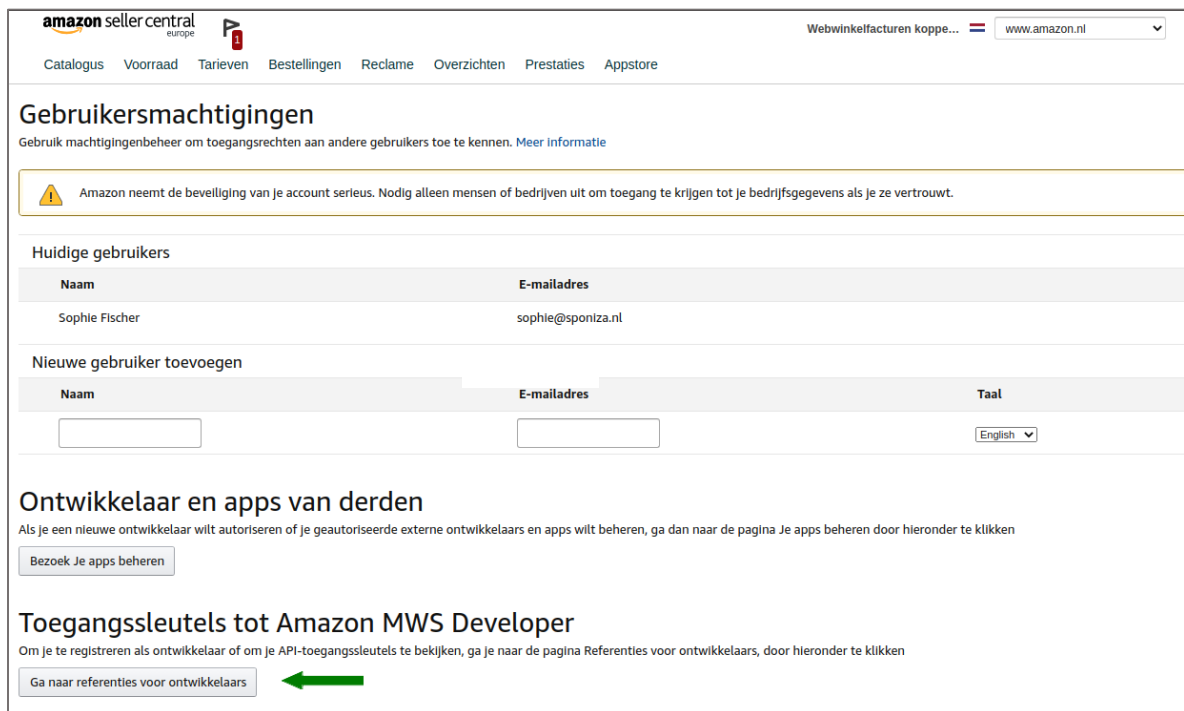 amazon seller central
europe
1
Webwinkelfacturen koppe...
www.amazon.nl
Catalogus Voorraad Tarieven Bestellingen Reclame Overzichten Prestaties Appstore
Gebruikersmachtigingen
Gebruik machtigingenbeheer om toegangsrechten aan andere gebruikers toe te kennen. Meer informatie
Amazon neemt de beveiliging van je account serieus. Nodig alleen mensen of bedrijven uit om toegang te krijgen tot je bedrijfsgegevens als je ze vertrouwt.
Huidige gebruikers
Naam E-mailadres
Sophie Fischer sophie@sponiza.nl
Nieuwe gebruiker toevoegen
Naam E-mailadres Taal
English
Ontwikkelaar en apps van derden
Als je een nieuwe ontwikkelaar wilt autoriseren of je geautoriseerde externe ontwikkelaars en apps wilt beheren, ga dan naar de pagina Je apps beheren door hieronder te klikken
Bezoek Je apps beheren
Toegangssleutels tot Amazon MWS Developer
Om je te registreren als ontwikkelaar of om je API-toegangssleutels te bekijken, ga je naar de pagina Referenties voor ontwikkelaars, door hieronder te klikken
Ga naar referenties voor ontwikkelaars